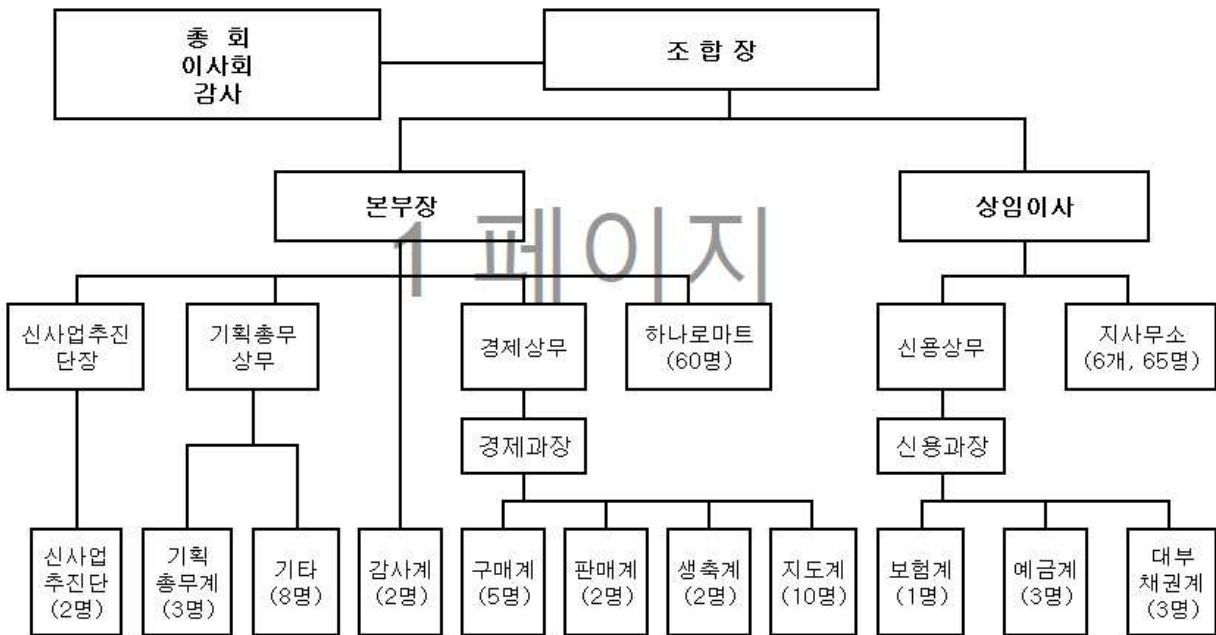 총 회
이사회
감사
조 합 장
본부장
상임이사
1 페이지
신사업추진
단장
기획총무
상무
경제상무
하나로마트
(60명)
신용상무
지사무소
(6개, 65명)
경제과장
신용과장
신사업
추진단
(2명)
기획
총무계
(3명)
기타
(8명)
감사계
(2명)
구매계
(5명)
판매계
(2명)
생축계
(2명)
지도계
(10명)
보험계
(1명)
예금계
(3명)
대부
채권계
(3명)